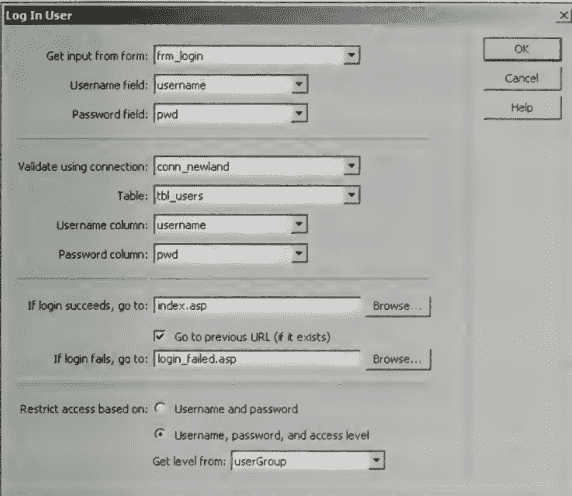 Log In User
Get input from form: frm_login
OK
Username field: username
Cancel
Password field: pwd
Help
Validate using connection: conn_newland
Table: tbl_users
Username column: username
Password column: pwd
If login succeeds, go to: index.asp Browse...
Go to previous URL (if it exists)
If login fails, go to: login_failed.asp Browse...
Restrict access based on: Username and password
Username, password, and access level
Get level from: userGroup